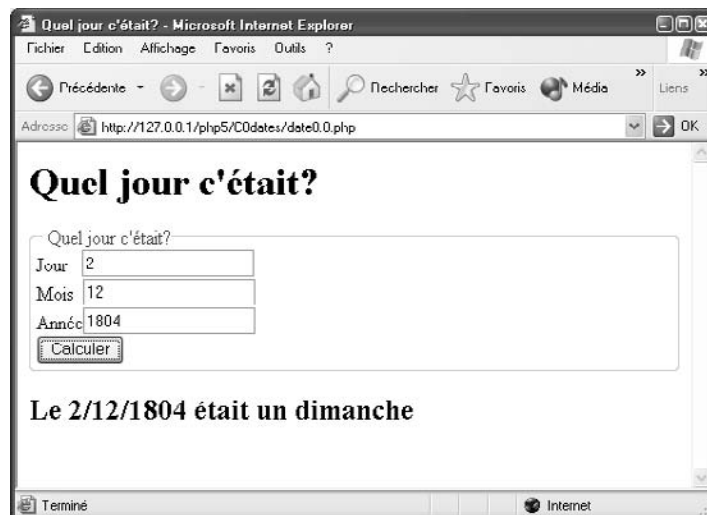 Quel jour c'était? - Microsoft Internet Explorer
Fichier Edition Affichage Favoris Outils ?
Précédente Rechercher Favoris Média » Liens »
Adresse http://127.0.0.1/php5/C0dates/date0.0.php OK
Quel jour c'était?
Quel jour c'était?
Jour 2
Mois 12
Année 1804
Calculer
Le 2/12/1804 était un dimanche
Terminé Internet